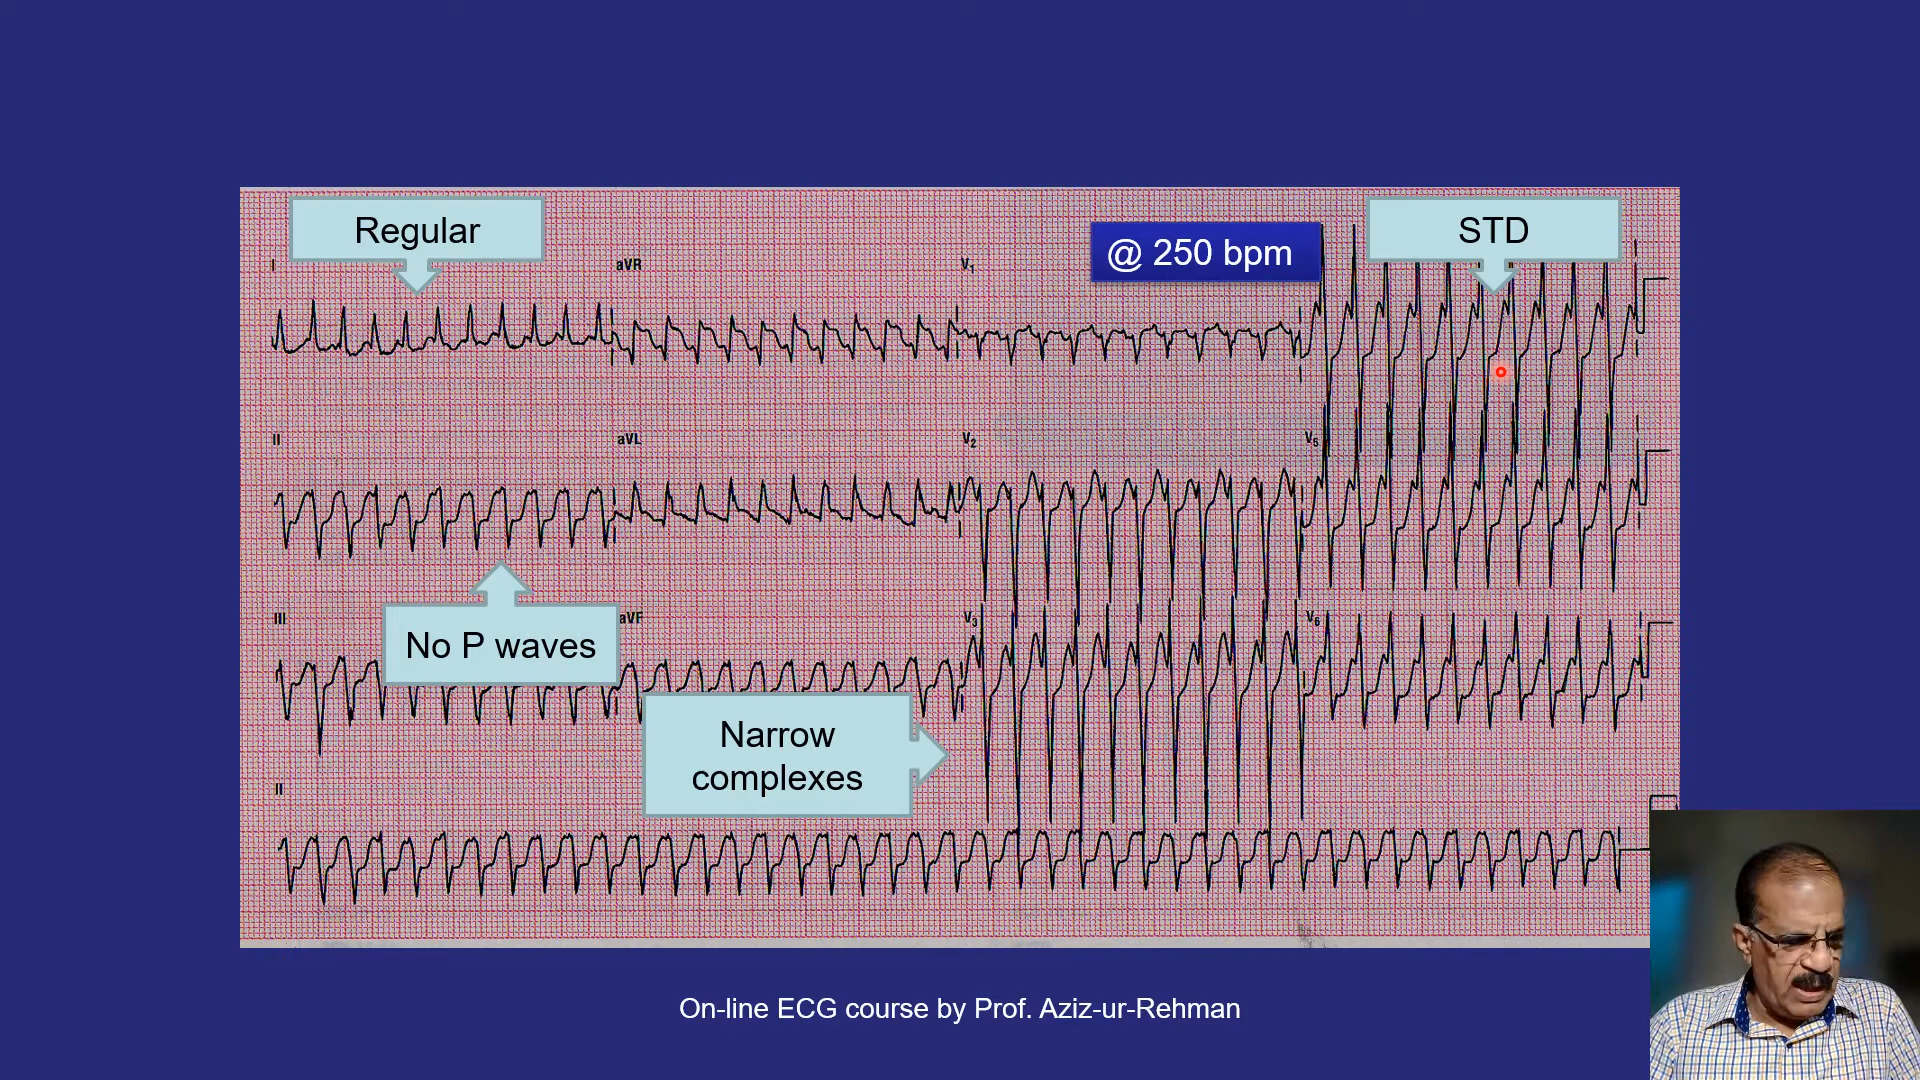 Regular
@ 250 bpm
STD
I
aVR
V1
II
aVL
V2
V5
No P waves
III
aVF
V3
V6
Narrow
complexes
II
On-line ECG course by Prof. Aziz-ur-Rehman